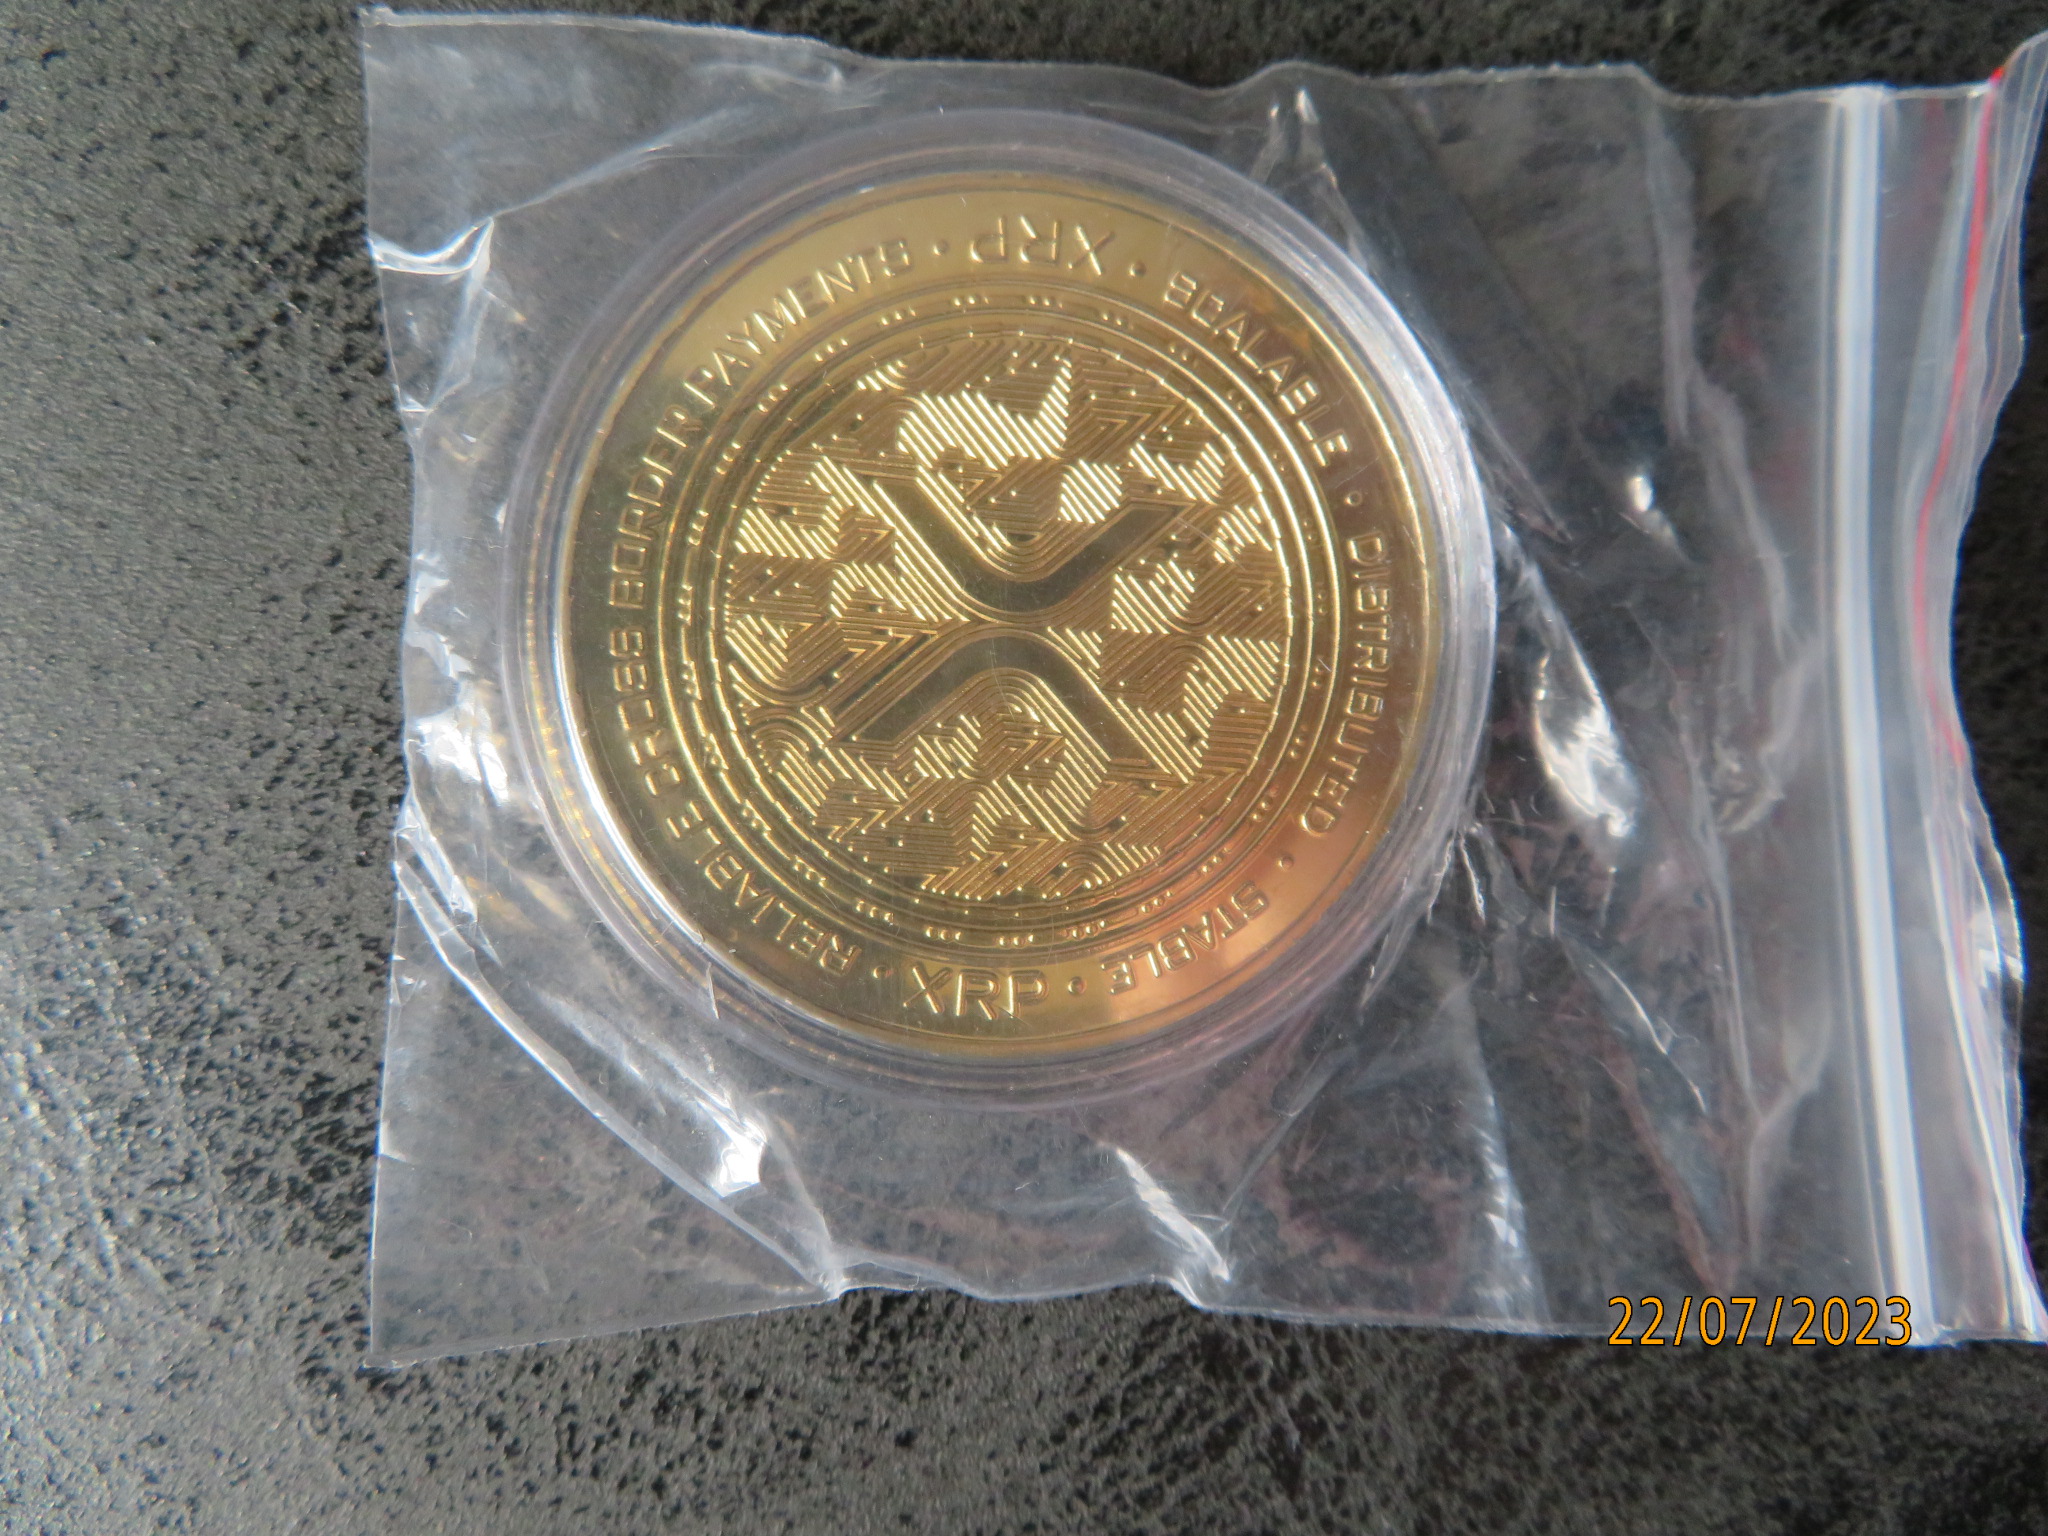 XRP • SCALABLE • DISTRIBUTED • STABLE •
XRP • RELIABLE CROSS BORDER PAYMENTS •
22/07/2023